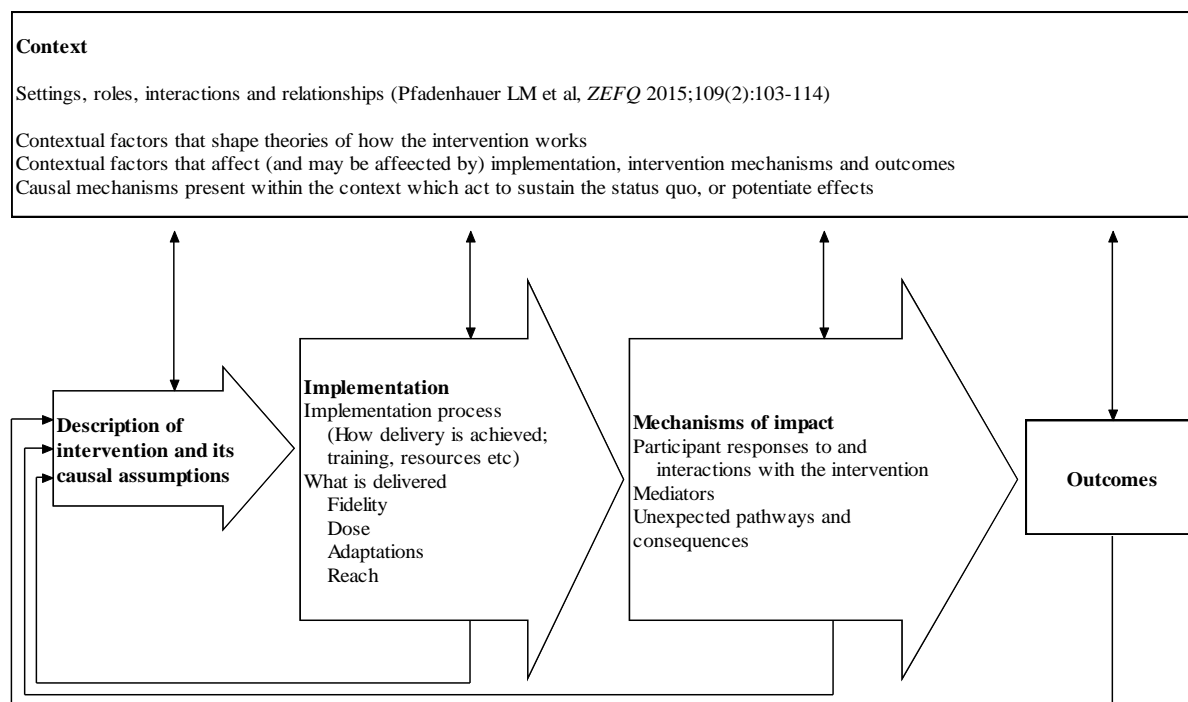 Context
Settings, roles, interactions and relationships (Pfadenhauer LM et al, ZEFQ 2015;109(2):103-114)
Contextual factors that shape theories of how the intervention works
Contextual factors that affect (and may be affeected by) implementation, intervention mechanisms and outcomes
Causal mechanisms present within the context which act to sustain the status quo, or potentiate effects
Description of
intervention and its
causal assumptions
Implementation
Implementation process
(How delivery is achieved;
training, resources etc)
What is delivered
Fidelity
Dose
Adaptations
Reach
Mechanisms of impact
Participant responses to and
interactions with the intervention
Mediators
Unexpected pathways and
consequences
Outcomes